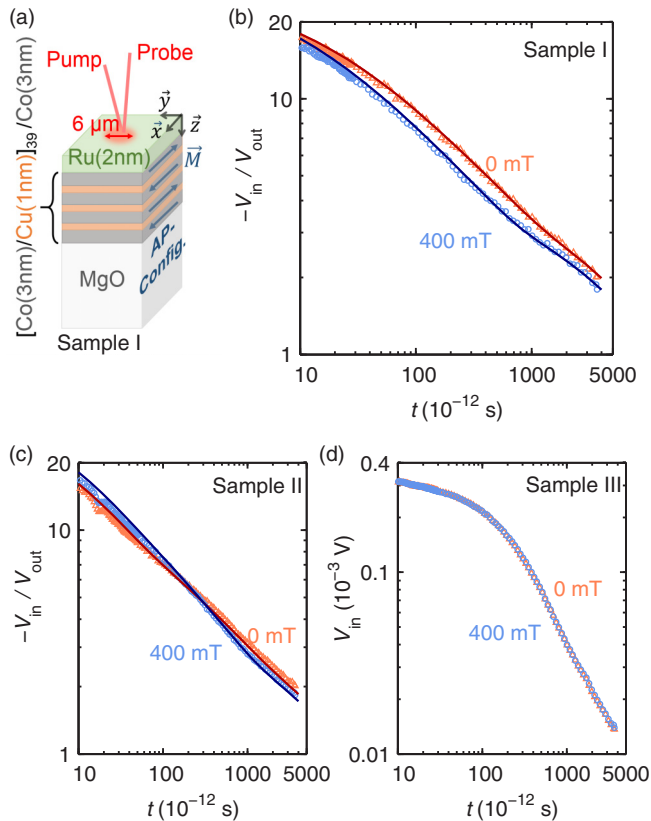 (a)
Pump
Probe
6 µm
y
x
z
Ru(2nm)
M
[Co(3nm)/Cu(1nm)]39/Co(3nm)
AP-
Config.
MgO
Sample I
(b)
20
10
1
−Vin / Vout
Sample I
0 mT
400 mT
10
100
1000
5000
t (10⁻¹² s)
(c)
20
10
1
−Vin / Vout
Sample II
0 mT
400 mT
10
100
1000
5000
t (10⁻¹² s)
(d)
0.4
0.1
0.01
Vin (10⁻³ V)
Sample III
0 mT
400 mT
10
100
1000
5000
t (10⁻¹² s)